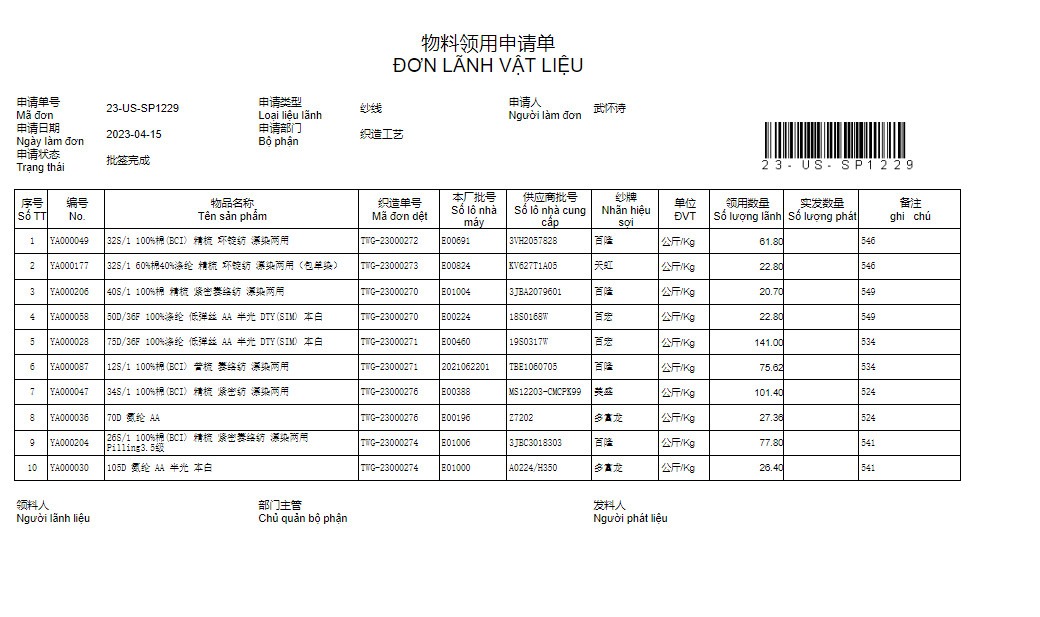 物料领用申请单
ĐƠN LÃNH VẬT LIỆU
申请单号 23-US-SP1229 申请类型 纱线 申请人 武怀诗
Mã đơn Loại liệu lãnh Người làm đơn
申请日期 2023-04-15 申请部门 织造工艺
Ngày làm đơn Bộ phận
申请状态 批签完成
Trạng thái
23-US-SP1229
序号 编号 物品名称 织造单号 本厂批号 供应商批号 纱牌 单位 领用数量 实发数量 备注
Số TT No. Tên sản phẩm Mã đơn dệt Số lô nhà máy Số lô nhà cung cấp Nhãn hiệu sợi ĐVT Số lượng lãnh Số lượng phát ghi chú
1 YA000049 32S/1 100%棉(BCI) 精梳 环锭纺 漂染两用 TWG-23000272 E00691 3VH2057828 百隆 公斤/Kg 61.80 546
2 YA000177 32S/1 60%棉40%涤纶 精梳 环锭纺 漂染两用（包单染） TWG-23000273 E00824 KV627T1A05 天虹 公斤/Kg 22.80 546
3 YA000206 40S/1 100%棉 精梳 紧密赛络纺 漂染两用 TWG-23000270 E01004 3JEA2079601 百隆 公斤/Kg 20.70 549
4 YA000058 50D/36F 100%涤纶 低弹丝 AA 半光 DTY(SIM) 本白 TWG-23000270 E00224 18S0168W 百宏 公斤/Kg 22.80 549
5 YA000028 75D/36F 100%涤纶 低弹丝 AA 半光 DTY(SIM) 本白 TWG-23000271 E00460 19S0317W 百宏 公斤/Kg 141.00 534
6 YA000087 12S/1 100%棉(BCI) 普梳 赛络纺 漂染两用 TWG-23000271 2021062201 TBE1060705 百隆 公斤/Kg 75.62 534
7 YA000047 34S/1 100%棉(BCI) 精梳 紧密纺 漂染两用 TWG-23000276 E00388 MS12203-CMCPK99 美盛 公斤/Kg 101.40 524
8 YA000036 70D 氨纶 AA TWG-23000276 E00196 Z7202 多富龙 公斤/Kg 27.36 524
9 YA000204 26S/1 100%棉(BCI) 精梳 紧密赛络纺 漂染两用 TWG-23000274 E01006 3JEC3018303 百隆 公斤/Kg 77.80 541
Pilling3.5级
10 YA000030 105D 氨纶 AA 半光 本白 TWG-23000274 E01000 A0224/H350 多富龙 公斤/Kg 26.40 541
领料人 部门主管 发料人
Người lãnh liệu Chủ quản bộ phận Người phát liệu